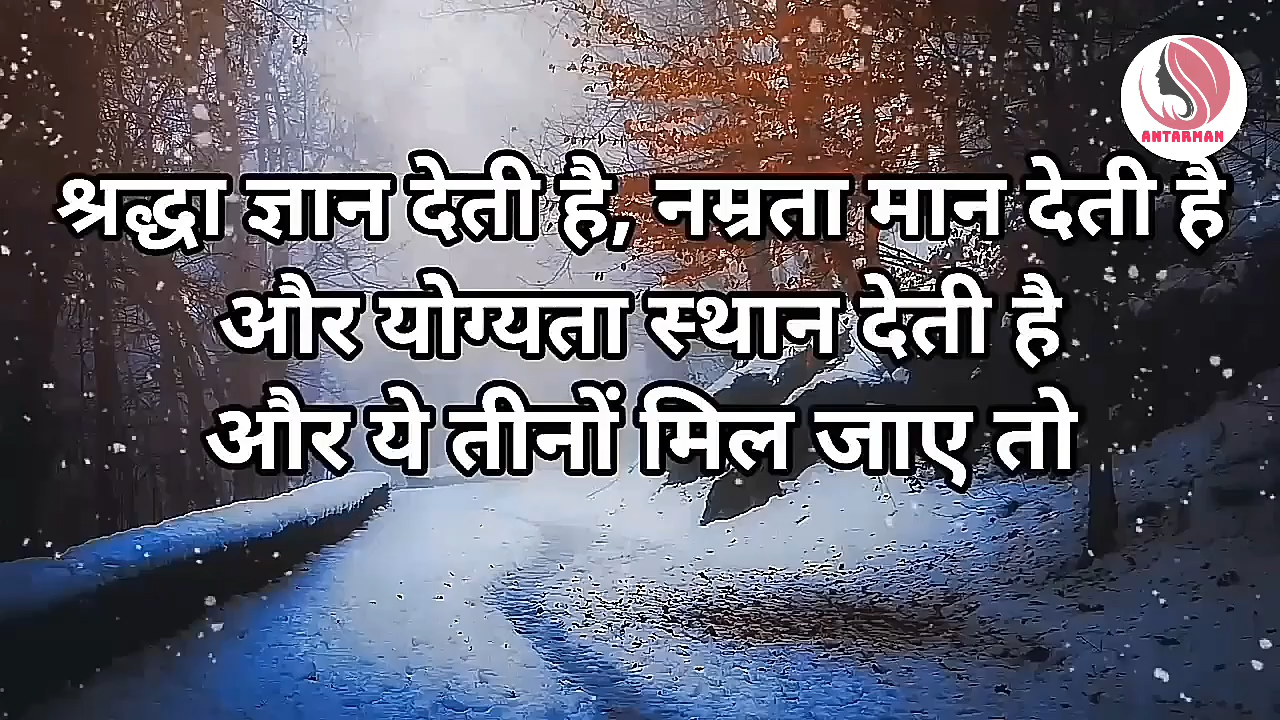 ANTARMAN
श्रद्धा ज्ञान देती है, नम्रता मान देती है
और योग्यता स्थान देती है
और ये तीनों मिल जाए तो